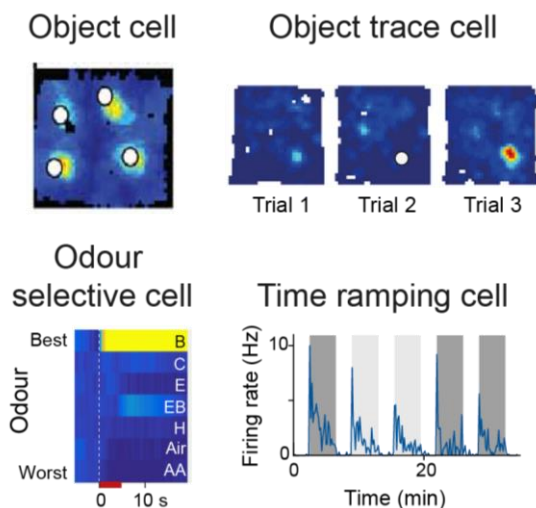 Object cell
Object trace cell
Trial 1 Trial 2 Trial 3
Odour
selective cell
Time ramping cell
Best
Odour
Worst
B
C
E
EB
H
Air
AA
0 10 s
Firing rate (Hz)
10
0
0 20
Time (min)